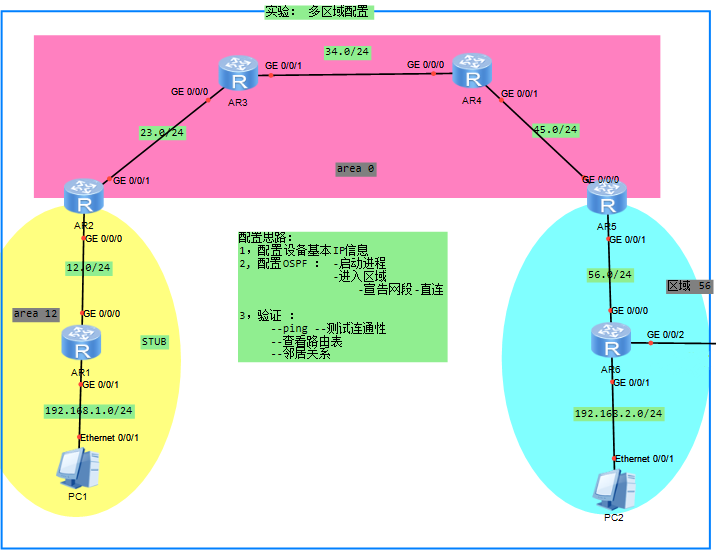 实验： 多区域配置
34.0/24
GE 0/0/1
GE 0/0/0
AR3
AR4
GE 0/0/0
GE 0/0/1
23.0/24
45.0/24
area 0
GE 0/0/1
GE 0/0/0
AR2
AR5
GE 0/0/0
GE 0/0/1
12.0/24
56.0/24
area 12
区域 56
GE 0/0/0
GE 0/0/0
STUB
GE 0/0/2
AR1
AR6
GE 0/0/1
GE 0/0/1
192.168.1.0/24
192.168.2.0/24
Ethernet 0/0/1
Ethernet 0/0/1
PC1
PC2
配置思路：
1，配置设备基本IP信息
2，配置OSPF ： -启动进程
-进入区域
-宣告网段-直连
3，验证 ：
--ping --测试连通性
--查看路由表
--邻居关系